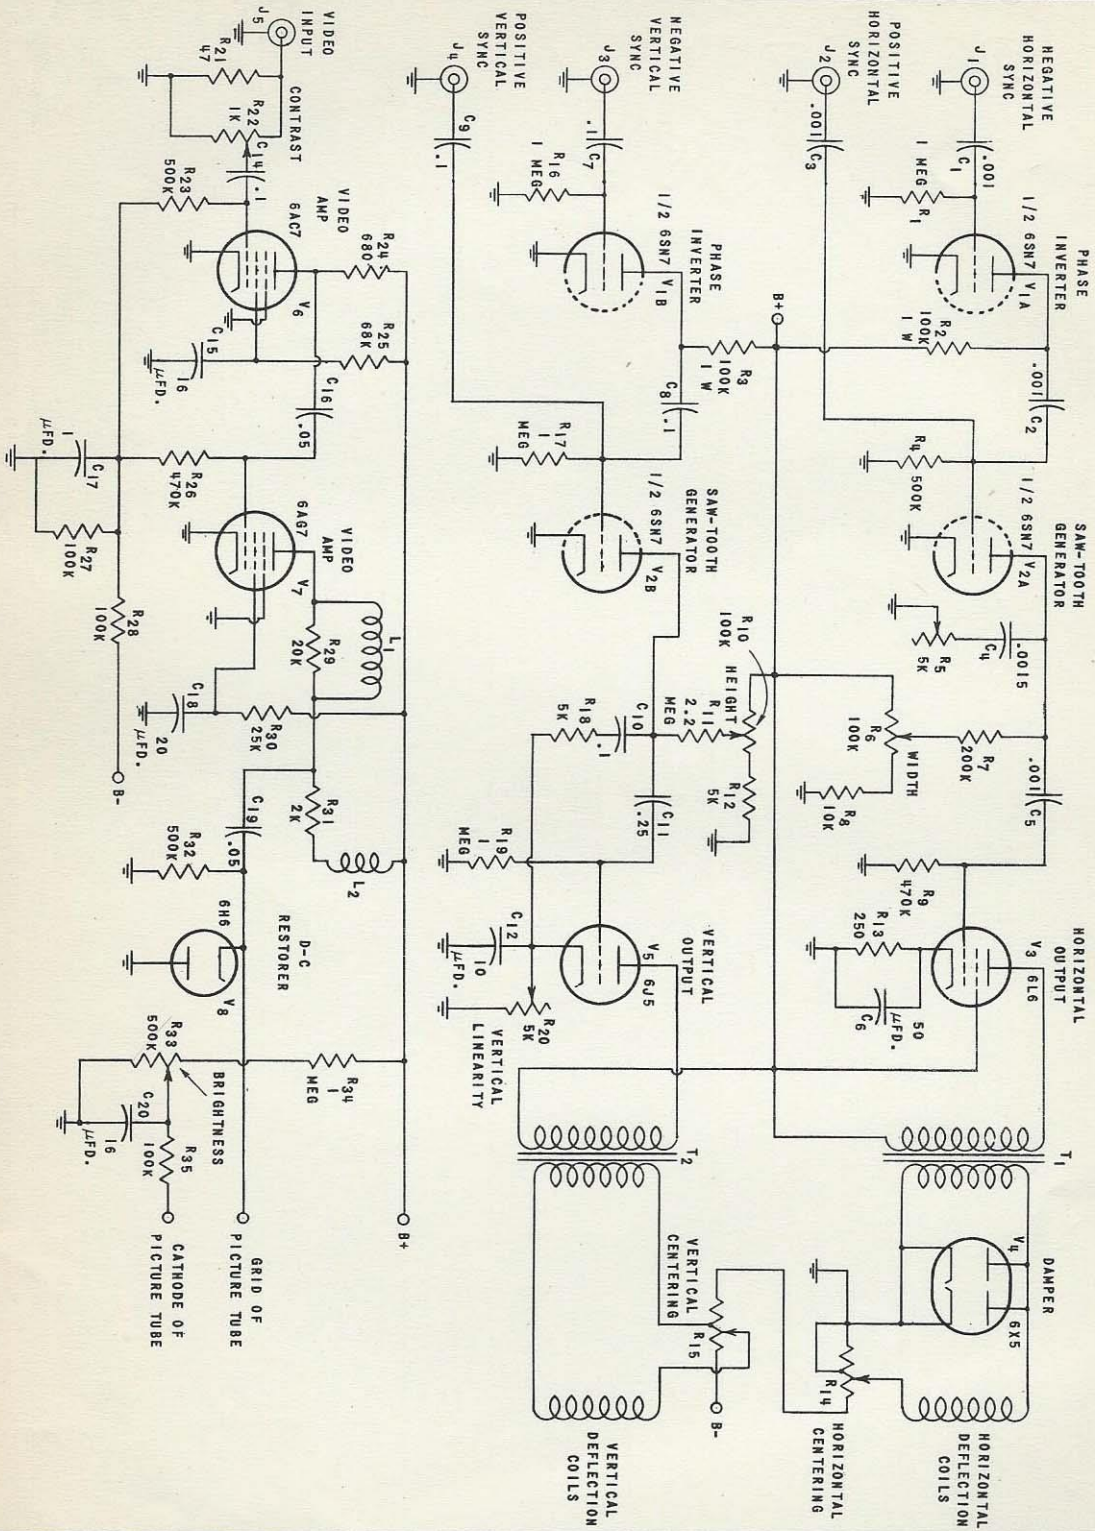 NEGATIVE
HORIZONTAL
SYNC
J1
.001
C1
R1
1 MEG
PHASE
INVERTER
1/2 6SN7
V1A
R2
100K
1 W
.001
C2
POSITIVE
HORIZONTAL
SYNC
J2
.001
C3
R4
500K
SAW-TOOTH
GENERATOR
1/2 6SN7
V2A
.0015
C4
R5
5K
R7
200K
R6
100K
WIDTH
R8
10K
.001
C5
R9
470K
HORIZONTAL
OUTPUT
V3
6L6
R13
250
50
µFD.
C6
T1
DAMPER
V4
6X5
R14
HORIZONTAL
DEFLECTION
COILS
HORIZONTAL
CENTERING
NEGATIVE
VERTICAL
SYNC
J3
.1
C7
R16
1 MEG
PHASE
INVERTER
1/2 6SN7
V1B
B+
R3
100K
1 W
C8
.1
POSITIVE
VERTICAL
SYNC
J4
C9
.1
R17
1
MEG
SAW-TOOTH
GENERATOR
1/2 6SN7
V2B
R10
100K
HEIGHT
R11
2.2
MEG
R12
5K
C10
.1
R18
5K
C11
.25
R19
1
MEG
VERTICAL
OUTPUT
V5
6J5
C12
10
µFD.
R20
5K
VERTICAL
LINEARITY
T2
VERTICAL
CENTERING
R15
B-
VERTICAL
DEFLECTION
COILS
VIDEO
INPUT
J5
R21
47
CONTRAST
R22
1K
C14
.1
R23
500K
VIDEO
AMP
6AC7
V6
R24
680
R25
68K
C15
16
µFD.
C16
.05
C17
1
µFD.
R26
470K
R27
100K
VIDEO
AMP
6AG7
V7
R28
100K
B-
L1
R29
20K
C18
20
µFD.
R30
25K
R31
2K
L2
C19
.05
R32
500K
D-C
RESTORER
6H6
V8
R33
500K
BRIGHTNESS
R34
1
MEG
C20
16
µFD.
R35
100K
B+
GRID OF
PICTURE TUBE
CATHODE OF
PICTURE TUBE